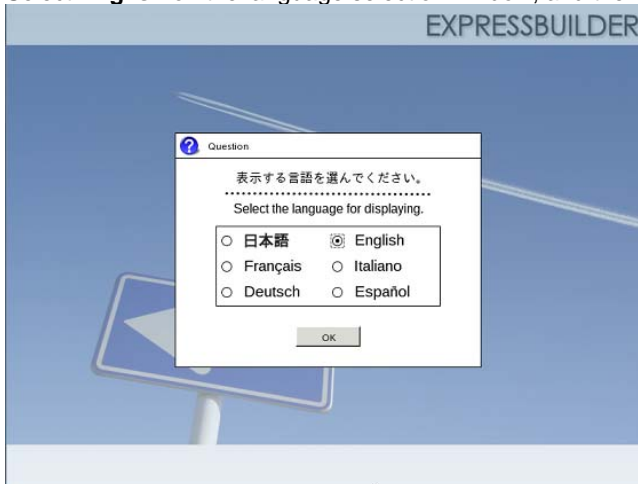 EXPRESSBUILDER
Question
表示する言語を選んでください。
Select the language for displaying.
日本語 English
Français Italiano
Deutsch Español
OK